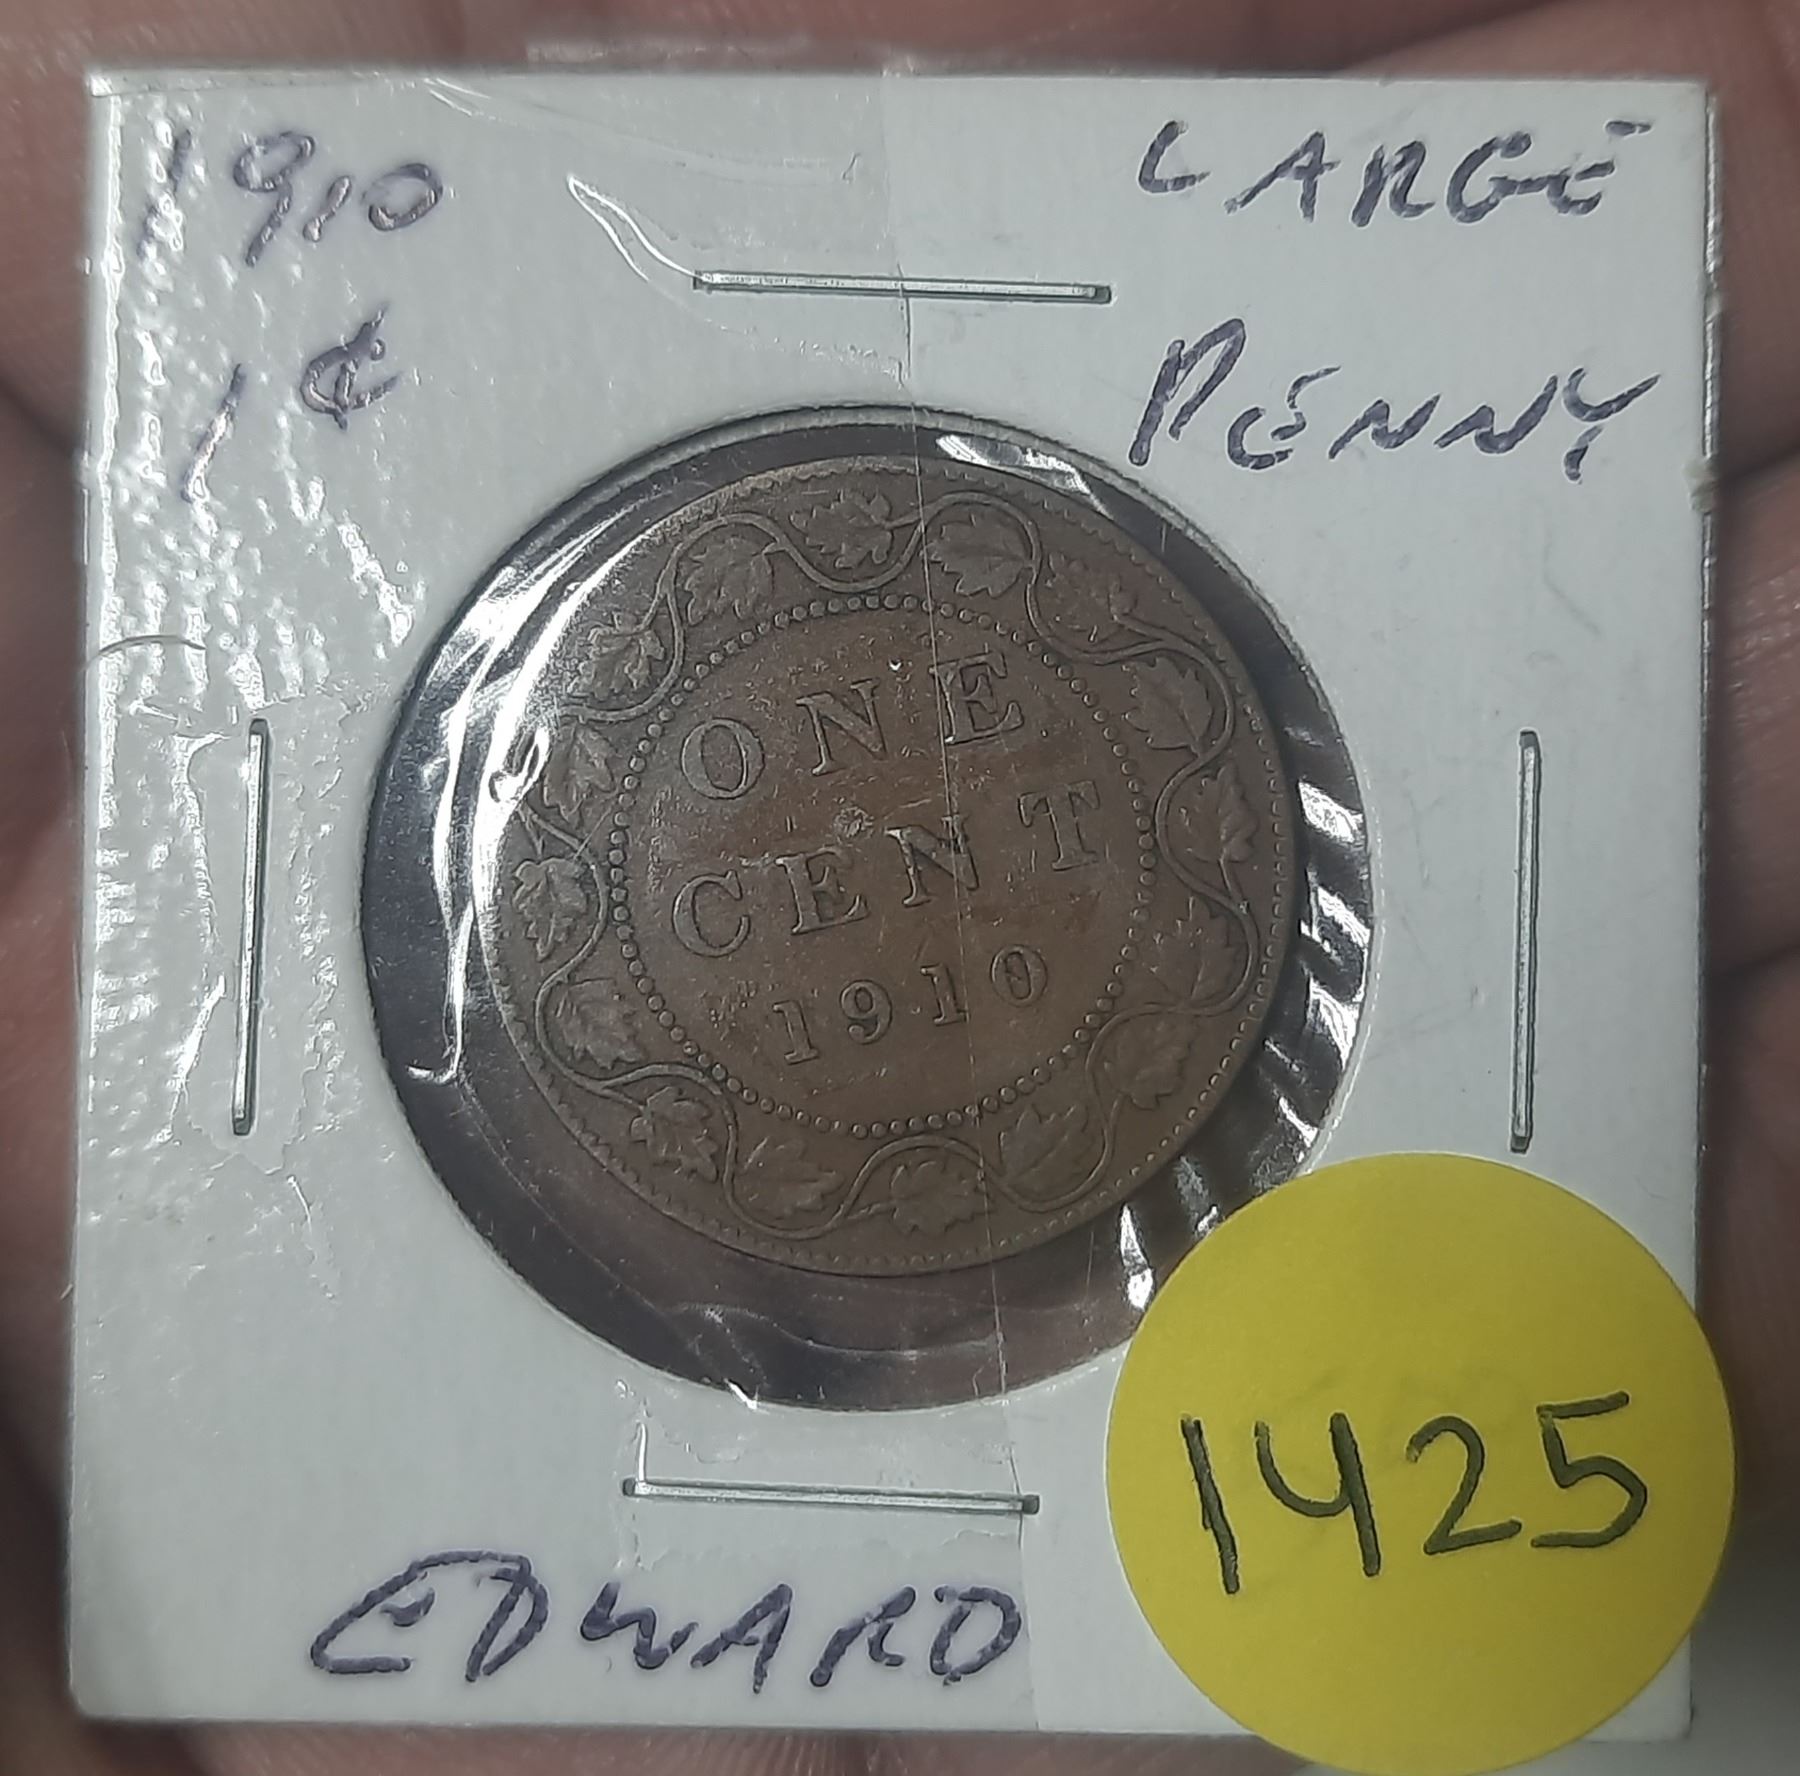 1910
LARGE
1¢
PENNY
ONE
CENT
1910
1425
EDWARD